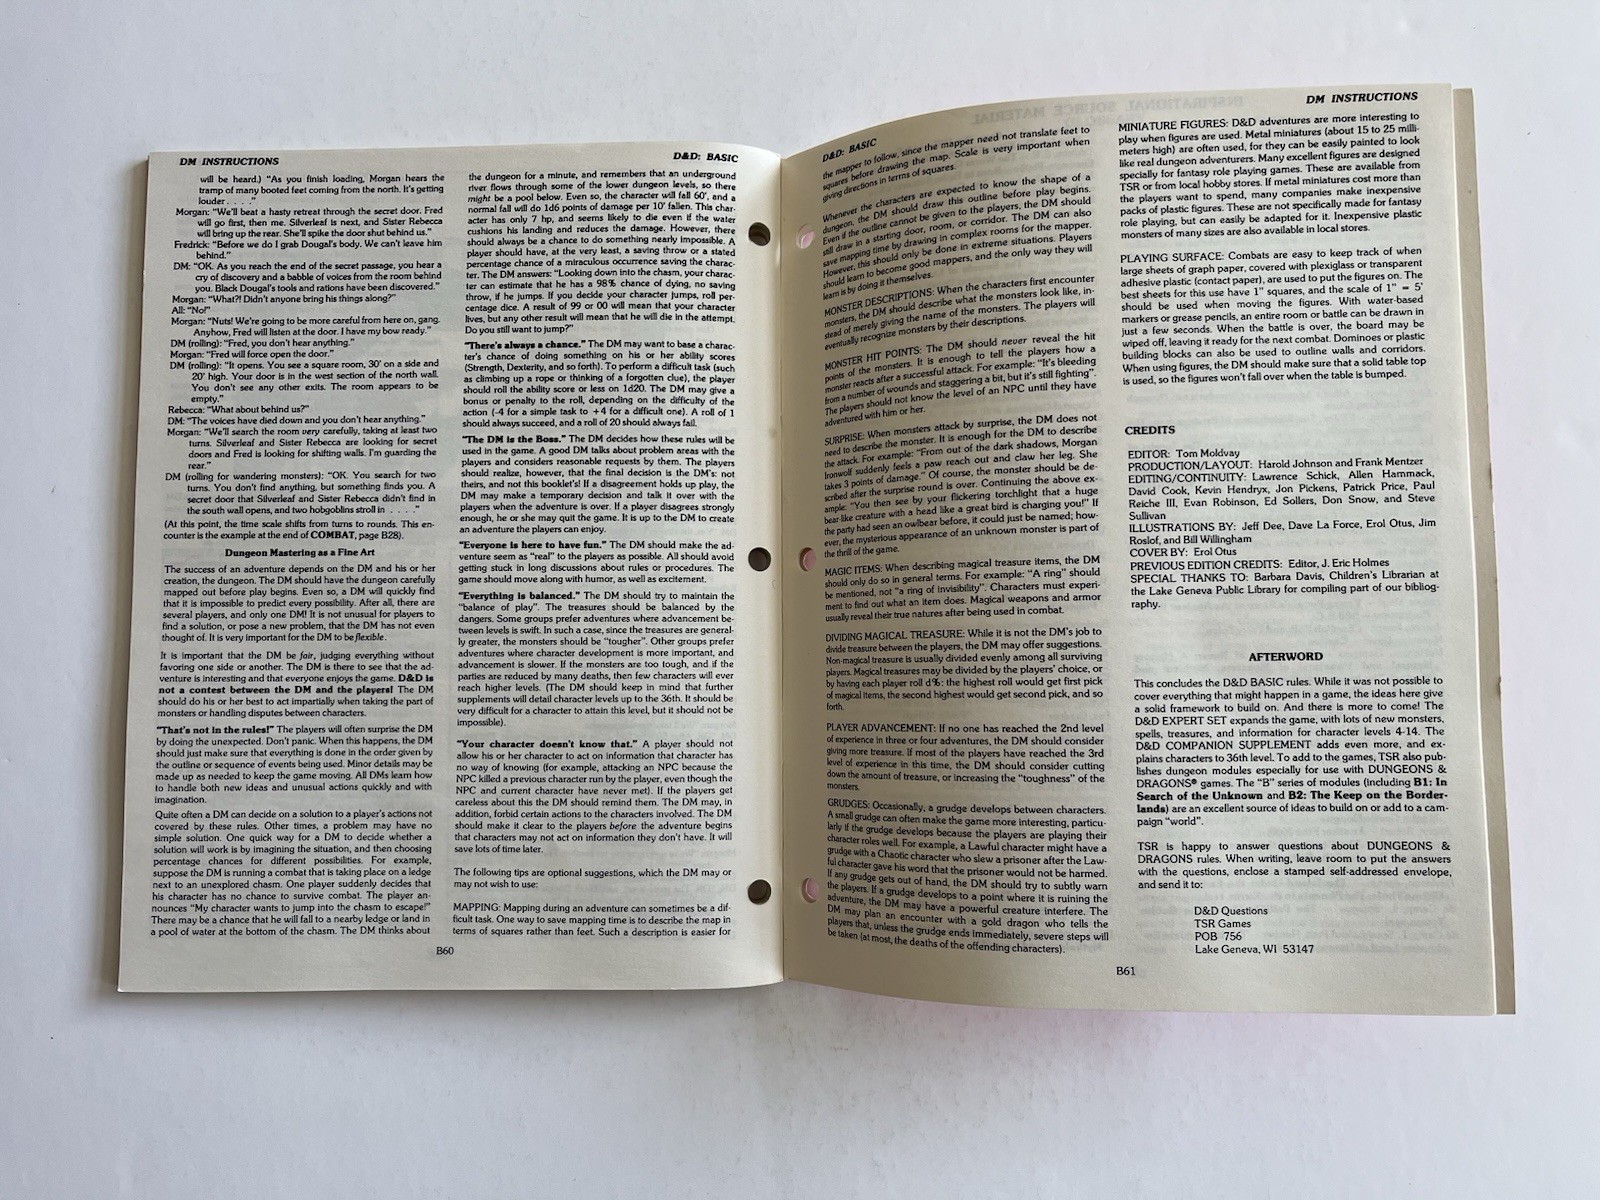 DM INSTRUCTIONS
D&D: BASIC
will be heard.) "As you finish loading, Morgan hears the
tramp of many booted feet coming from the north. It's getting
louder . . . ."
Morgan: "We'll beat a hasty retreat through the secret door. Fred
will go first, then me. Silverleaf is next, and Sister Rebecca
will bring up the rear. She'll spike the door shut behind us."
Fredrick: "Before we do I grab Dougal's body. We can't leave him
behind."
DM: "OK. As you reach the end of the secret passage, you hear a
cry of discovery and a babble of voices from the room behind
you. Black Dougal's tools and rations have been discovered."
Morgan: "What?! Didn't anyone bring his things along?"
All: "No!"
Morgan: "Nuts! We're going to be more careful from here on, gang.
Anyhow, Fred will listen at the door. I have my bow ready."
DM (rolling): "Fred, you don't hear anything."
Morgan: "Fred will force open the door."
DM (rolling): "It opens. You see a square room, 30' on a side and
20' high. Your door is in the west section of the north wall.
You don't see any other exits. The room appears to be
empty."
Rebecca: "What about behind us?"
DM: "The voices have died down and you don't hear anything."
Morgan: "We'll search the room very carefully, taking at least two
turns. Silverleaf and Sister Rebecca are looking for secret
doors and Fred is looking for shifting walls. I'm guarding the
rear."
DM (rolling for wandering monsters): "OK. You search for two
turns. You don't find anything, but something finds you. A
secret door that Silverleaf and Sister Rebecca didn't find in
the south wall opens, and two hobgoblins stroll in . . . ."
(At this point, the time scale shifts from turns to rounds. This en-
counter is the example at the end of COMBAT, page B28).
Dungeon Mastering as a Fine Art
The success of an adventure depends on the DM and his or her
creation, the dungeon. The DM should have the dungeon carefully
mapped out before play begins. Even so, a DM will quickly find
that it is impossible to predict every possibility. After all, there are
several players, and only one DM! It is not unusual for players to
find a solution, or pose a new problem, that the DM has not even
thought of. It is very important for the DM to be flexible.
It is important that the DM be fair, judging everything without
favoring one side or another. The DM is there to see that the ad-
venture is interesting and that everyone enjoys the game. D&D is
not a contest between the DM and the players! The DM
should do his or her best to act impartially when taking the part of
monsters or handling disputes between characters.
"That's not in the rules!" The players will often surprise the DM
by doing the unexpected. Don't panic. When this happens, the DM
should just make sure that everything is done in the order given by
the outline or sequence of events being used. Minor details may be
made up as needed to keep the game moving. All DMs learn how
to handle both new ideas and unusual actions quickly and with
imagination.
Quite often a DM can decide on a solution to a player's actions not
covered by these rules. Other times, a problem may have no
simple solution. One quick way for a DM to decide whether a
solution will work is by imagining the situation, and then choosing
percentage chances for different possibilities. For example,
suppose the DM is running a combat that is taking place on a ledge
next to an unexplored chasm. One player suddenly decides that
his character has no chance to survive combat. The player an-
nounces "My character wants to jump into the chasm to escape!"
There may be a chance that he will fall to a nearby ledge or land in
a pool of water at the bottom of the chasm. The DM thinks about
the dungeon for a minute, and remembers that an underground
river flows through some of the lower dungeon levels, so there
might be a pool below. Even so, the character will fall 60', and a
normal fall will do 1d6 points of damage per 10' fallen. This char-
acter has only 7 hp, and seems likely to die even if the water
cushions his landing and reduces the damage. However, there
should always be a chance to do something nearly impossible. A
player should have, at the very least, a saving throw or a stated
percentage chance of a miraculous occurrence saving the charac-
ter. The DM answers: "Looking down into the chasm, your charac-
ter can estimate that he has a 98% chance of dying, no saving
throw, if he jumps. If you decide your character jumps, roll per-
centage dice. A result of 99 or 00 will mean that your character
lives, but any other result will mean that he will die in the attempt.
Do you still want to jump?"
"There's always a chance." The DM may want to base a charac-
ter's chance of doing something on his or her ability scores
(Strength, Dexterity, and so forth). To perform a difficult task (such
as climbing up a rope or thinking of a forgotten clue), the player
should roll the ability score or less on 1d20. The DM may give a
bonus or penalty to the roll, depending on the difficulty of the
action (-4 for a simple task to +4 for a difficult one). A roll of 1
should always succeed, and a roll of 20 should always fail.
"The DM is the Boss." The DM decides how these rules will be
used in the game. A good DM talks about problem areas with the
players and considers reasonable requests by them. The players
should realize, however, that the final decision is the DM's: not
theirs, and not this booklet's! If a disagreement holds up play, the
DM may make a temporary decision and talk it over with the
players when the adventure is over. If a player disagrees strongly
enough, he or she may quit the game. It is up to the DM to create
an adventure the players can enjoy.
"Everyone is here to have fun." The DM should make the ad-
venture seem as "real" to the players as possible. All should avoid
getting stuck in long discussions about rules or procedures. The
game should move along with humor, as well as excitement.
"Everything is balanced." The DM should try to maintain the
"balance of play". The treasures should be balanced by the
dangers. Some groups prefer adventures where advancement be-
tween levels is swift. In such a case, since the treasures are general-
ly greater, the monsters should be "tougher". Other groups prefer
adventures where character development is more important, and
advancement is slower. If the monsters are too tough, and if the
parties are reduced by many deaths, then few characters will ever
reach higher levels. (The DM should keep in mind that further
supplements will detail character levels up to the 36th. It should be
very difficult for a character to attain this level, but it should not be
impossible).
"Your character doesn't know that." A player should not
allow his or her character to act on information that character has
no way of knowing (for example, attacking an NPC because the
NPC killed a previous character run by the player, even though the
NPC and current character have never met). If the players get
careless about this the DM should remind them. The DM may, in
addition, forbid certain actions to the characters involved. The DM
should make it clear to the players before the adventure begins
that characters may not act on information they don't have. It will
save lots of time later.
The following tips are optional suggestions, which the DM may or
may not wish to use:
MAPPING: Mapping during an adventure can sometimes be a dif-
ficult task. One way to save mapping time is to describe the map in
terms of squares rather than feet. Such a description is easier for
B60
D&D: BASIC
DM INSTRUCTIONS
the mapper to follow, since the mapper need not translate feet to
squares before drawing the map. Scale is very important when
giving directions in terms of squares.
Whenever the characters are expected to know the shape of a
dungeon, the DM should draw this outline before play begins.
Even if the outline cannot be given to the players, the DM should
still draw in a starting door, room, or corridor. The DM can also
save mapping time by drawing in complex rooms for the mapper.
However, this should only be done in extreme situations. Players
should learn to become good mappers, and the only way they will
learn is by doing it themselves.
MONSTER DESCRIPTIONS: When the characters first encounter
monsters, the DM should describe what the monsters look like, in-
stead of merely giving the name of the monsters. The players will
eventually recognize monsters by their descriptions.
MONSTER HIT POINTS: The DM should never reveal the hit
points of the monsters. It is enough to tell the players how a
monster reacts after a successful attack. For example: "It's bleeding
from a number of wounds and staggering a bit, but it's still fighting".
The players should not know the level of an NPC until they have
adventured with him or her.
SURPRISE: When monsters attack by surprise, the DM does not
need to describe the monster. It is enough for the DM to describe
the attack. For example: "From out of the dark shadows, Morgan
Ironwolf suddenly feels a paw reach out and claw her leg. She
takes 3 points of damage." Of course, the monster should be de-
scribed after the surprise round is over. Continuing the above ex-
ample: "You then see by your flickering torchlight that a huge
bear-like creature with a head like a great bird is charging you!" If
the party had seen an owlbear before, it could just be named; how-
ever, the mysterious appearance of an unknown monster is part of
the thrill of the game.
MAGIC ITEMS: When describing magical treasure items, the DM
should only do so in general terms. For example: "A ring" should
be mentioned, not "a ring of invisibility". Characters must experi-
ment to find out what an item does. Magical weapons and armor
usually reveal their true natures after being used in combat.
DIVIDING MAGICAL TREASURE: While it is not the DM's job to
divide treasure between the players, the DM may offer suggestions.
Non-magical treasure is usually divided evenly among all surviving
players. Magical treasures may be divided by the players' choice, or
by having each player roll d%: the highest roll would get first pick
of magical items, the second highest would get second pick, and so
forth.
PLAYER ADVANCEMENT: If no one has reached the 2nd level
of experience in three or four adventures, the DM should consider
giving more treasure. If most of the players have reached the 3rd
level of experience in this time, the DM should consider cutting
down the amount of treasure, or increasing the "toughness" of the
monsters.
GRUDGES: Occasionally, a grudge develops between characters.
A small grudge can often make the game more interesting, particu-
larly if the grudge develops because the players are playing their
character roles well. For example, a Lawful character might have a
grudge with a Chaotic character who slew a prisoner after the Law-
ful character gave his word that the prisoner would not be harmed.
If any grudge gets out of hand, the DM should try to subtly warn
the players. If a grudge develops to a point where it is ruining the
adventure, the DM may have a powerful creature interfere. The
DM may plan an encounter with a gold dragon who tells the
players that, unless the grudge ends immediately, severe steps will
be taken (at most, the deaths of the offending characters).
MINIATURE FIGURES: D&D adventures are more interesting to
play when figures are used. Metal miniatures (about 15 to 25 milli-
meters high) are often used, for they can be easily painted to look
like real dungeon adventurers. Many excellent figures are designed
specially for fantasy role playing games. These are available from
TSR or from local hobby stores. If metal miniatures cost more than
the players want to spend, many companies make inexpensive
packs of plastic figures. These are not specifically made for fantasy
role playing, but can easily be adapted for it. Inexpensive plastic
monsters of many sizes are also available in local stores.
PLAYING SURFACE: Combats are easy to keep track of when
large sheets of graph paper, covered with plexiglass or transparent
adhesive plastic (contact paper), are used to put the figures on. The
best sheets for this use have 1" squares, and the scale of 1" = 5'
should be used when moving the figures. With water-based
markers or grease pencils, an entire room or battle can be drawn in
just a few seconds. When the battle is over, the board may be
wiped off, leaving it ready for the next combat. Dominoes or plastic
building blocks can also be used to outline walls and corridors.
When using figures, the DM should make sure that a solid table top
is used, so the figures won't fall over when the table is bumped.
CREDITS
EDITOR: Tom Moldvay
PRODUCTION/LAYOUT: Harold Johnson and Frank Mentzer
EDITING/CONTINUITY: Lawrence Schick, Allen Hammack,
David Cook, Kevin Hendryx, Jon Pickens, Patrick Price, Paul
Reiche III, Evan Robinson, Ed Sollers, Don Snow, and Steve
Sullivan
ILLUSTRATIONS BY: Jeff Dee, Dave La Force, Erol Otus, Jim
Roslof, and Bill Willingham
COVER BY: Erol Otus
PREVIOUS EDITION CREDITS: Editor, J. Eric Holmes
SPECIAL THANKS TO: Barbara Davis, Children's Librarian at
the Lake Geneva Public Library for compiling part of our bibliog-
raphy.
AFTERWORD
This concludes the D&D BASIC rules. While it was not possible to
cover everything that might happen in a game, the ideas here give
a solid framework to build on. And there is more to come! The
D&D EXPERT SET expands the game, with lots of new monsters,
spells, treasures, and information for character levels 4-14. The
D&D COMPANION SUPPLEMENT adds even more, and ex-
plains characters to 36th level. To add to the games, TSR also pub-
lishes dungeon modules especially for use with DUNGEONS &
DRAGONS® games. The "B" series of modules (including B1: In
Search of the Unknown and B2: The Keep on the Border-
lands) are an excellent source of ideas to build on or add to a cam-
paign "world".
TSR is happy to answer questions about DUNGEONS &
DRAGONS rules. When writing, leave room to put the answers
with the questions, enclose a stamped self-addressed envelope,
and send it to:
D&D Questions
TSR Games
POB 756
Lake Geneva, WI 53147
B61